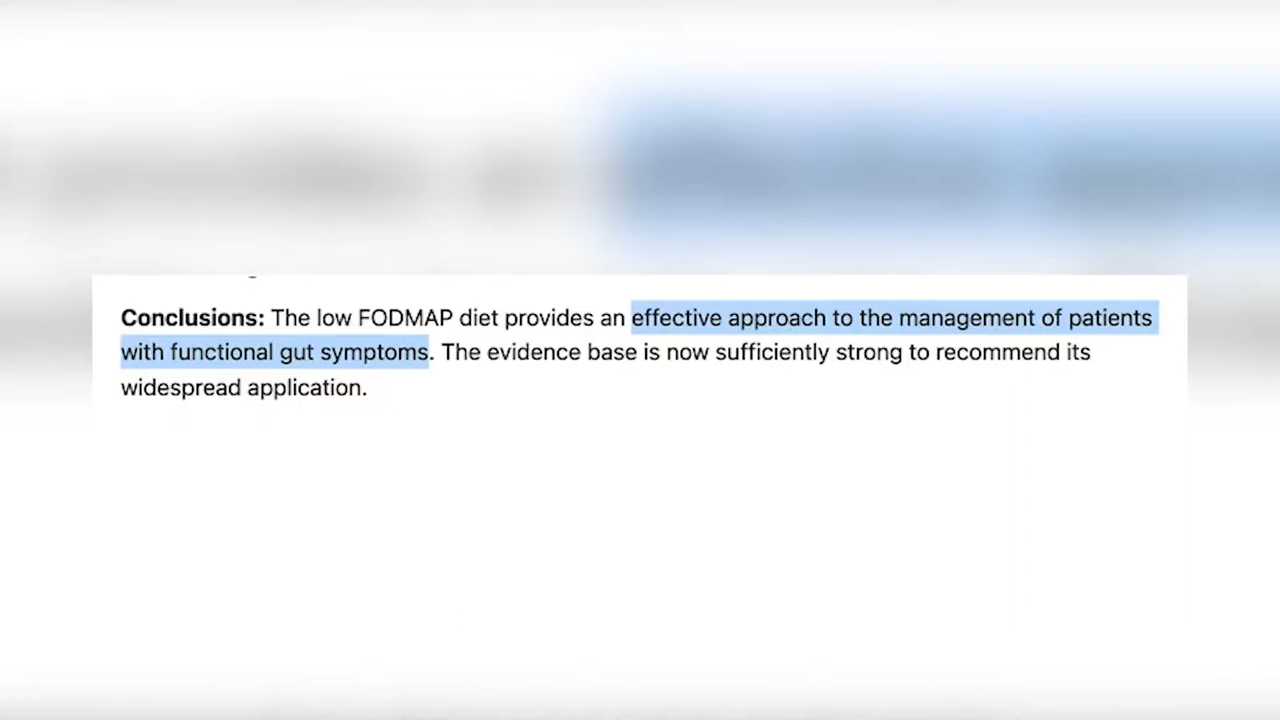 Conclusions: The low FODMAP diet provides an effective approach to the management of patients
with functional gut symptoms. The evidence base is now sufficiently strong to recommend its
widespread application.